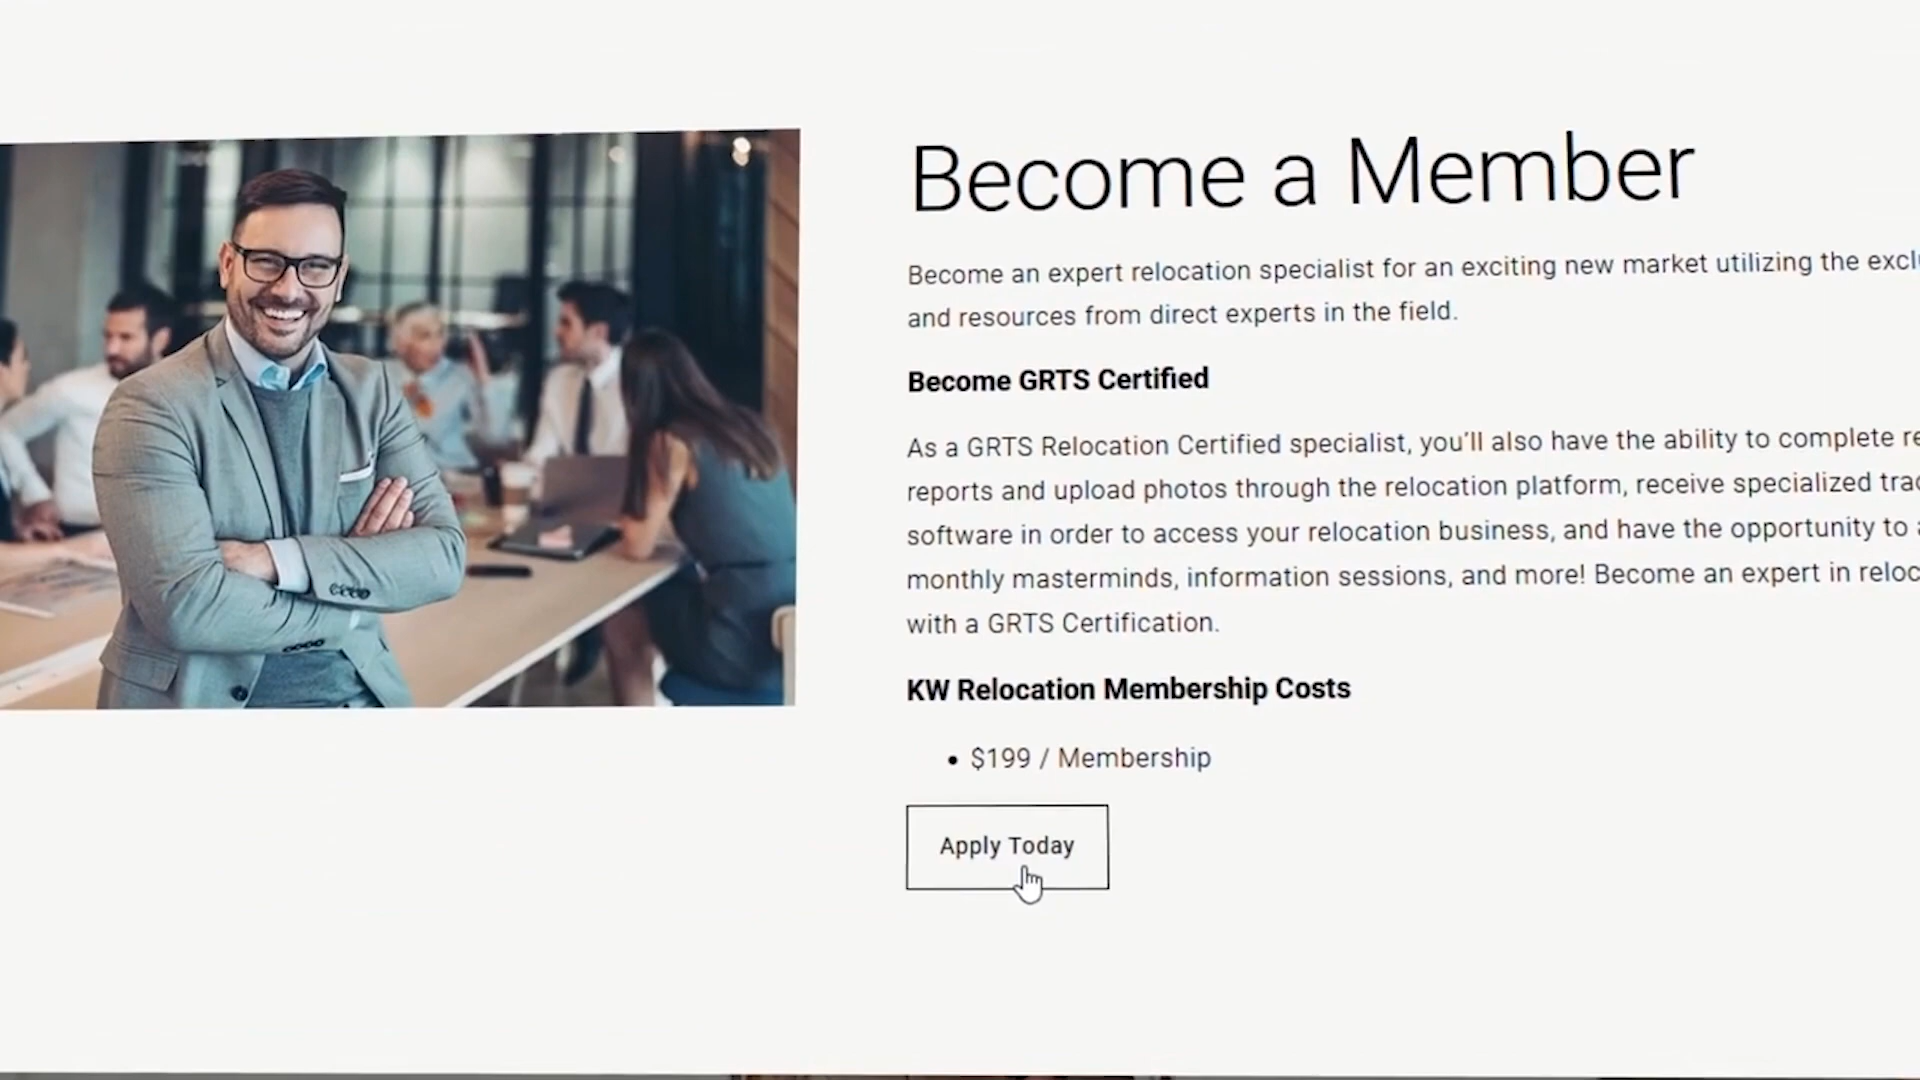 Become a Member
Become an expert relocation specialist for an exciting new market utilizing the
and resources from direct experts in the field.
Become GRTS Certified
As a GRTS Relocation Certified specialist, you'll also have the ability to complete
reports and upload photos through the relocation platform, receive specialized
software in order to access your relocation business, and have the opportunity to
monthly masterminds, information sessions, and more! Become an expert in
with a GRTS Certification.
KW Relocation Membership Costs
• $199 / Membership
Apply Today